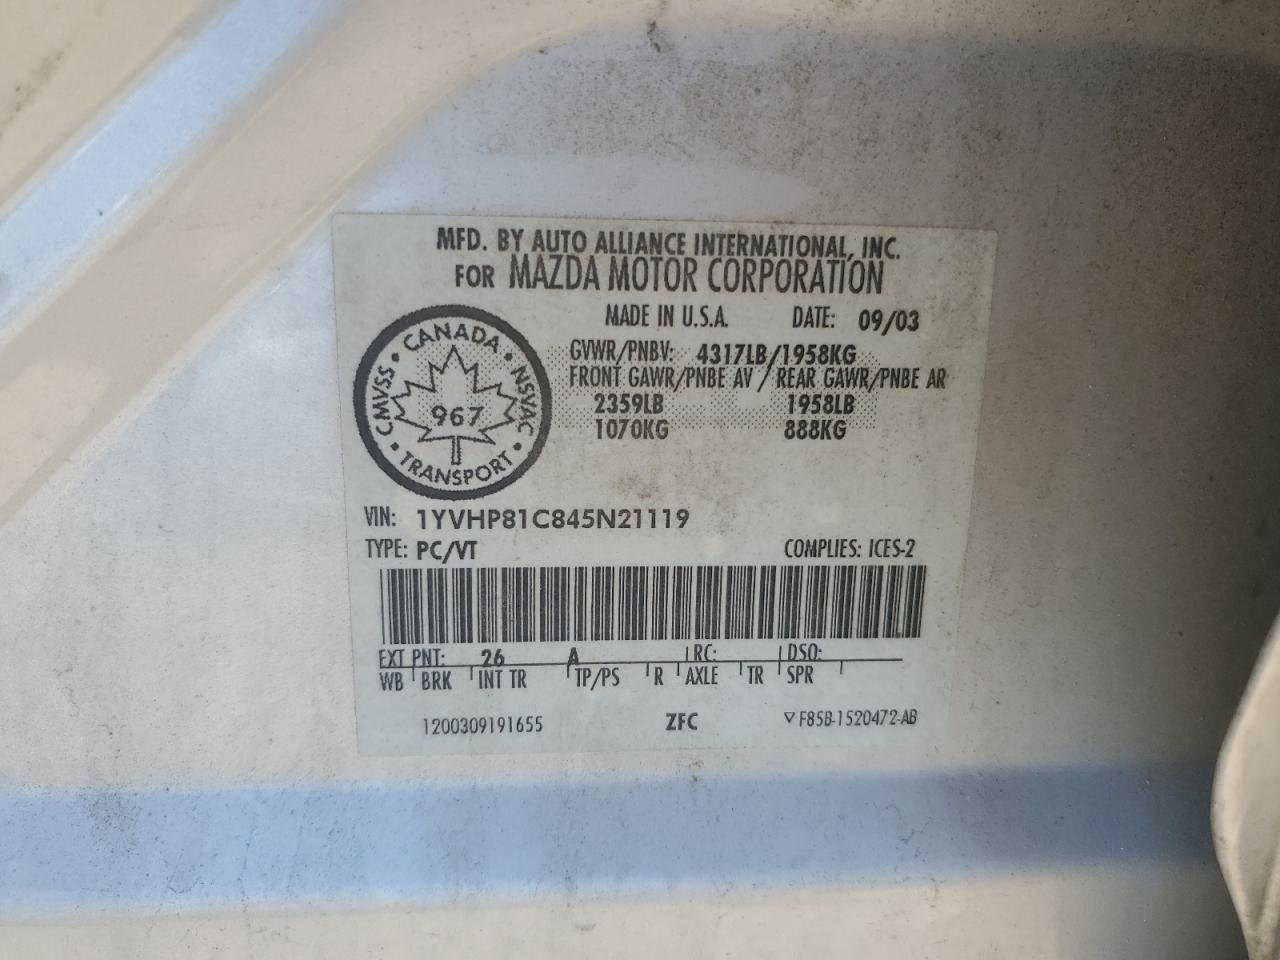 MFD. BY AUTO ALLIANCE INTERNATIONAL, INC.
FOR MAZDA MOTOR CORPORATION
MADE IN U.S.A. DATE: 09/03
GVWR/PNBV: 4317LB/1958KG
FRONT GAWR/PNBE AV / REAR GAWR/PNBE AR
2359LB 1958LB
1070KG 888KG
CMVSS • CANADA • NSVAC • TRANSPORT •
967
VIN: 1YVHP81C845N21119
TYPE: PC/VT COMPLIES: ICES-2
EXT PNT: 26 A RC: DSO:
WB BRK INT TR TP/PS R AXLE TR SPR
1200309191655 ZFC ▽ F85B-1520472-AB